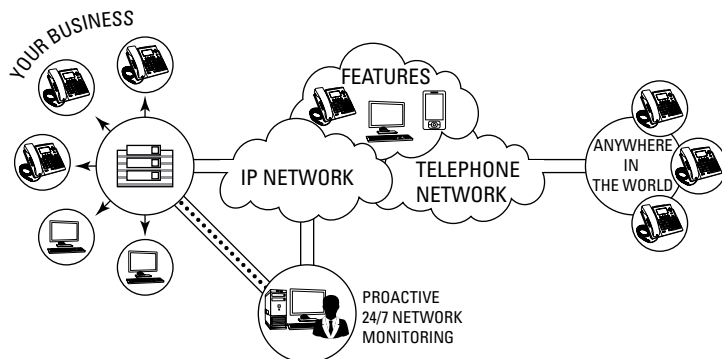 YOUR BUSINESS
FEATURES
IP NETWORK
TELEPHONE
NETWORK
ANYWHERE
IN
THE WORLD
PROACTIVE
24/7 NETWORK
MONITORING